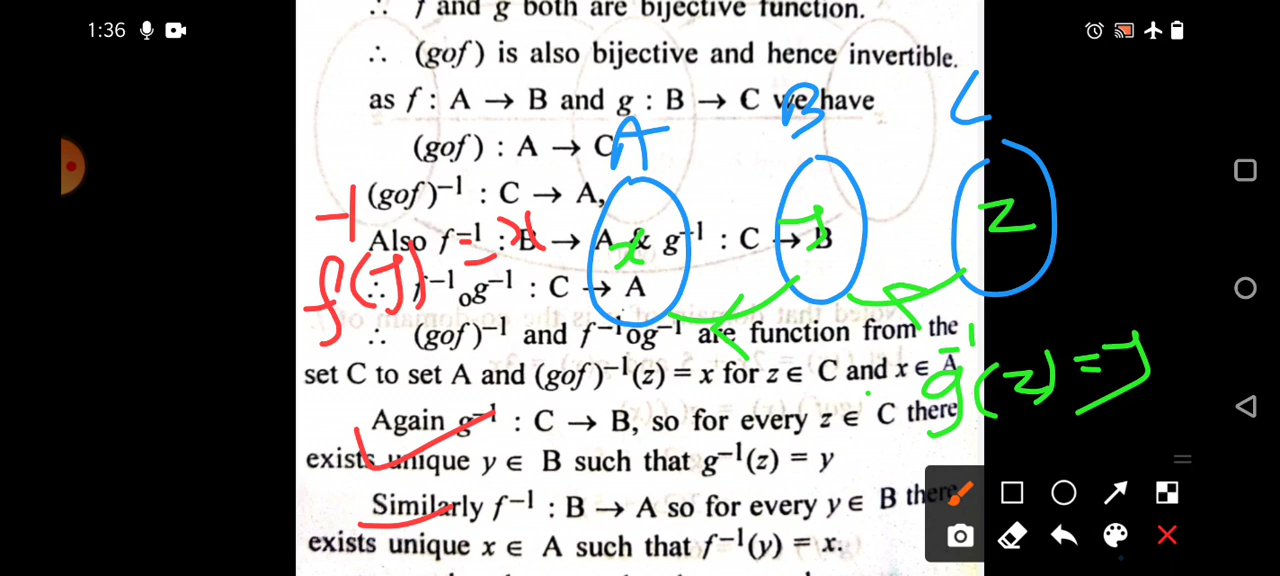 1:36
∴ f and g both are bijective function.
∴ (gof) is also bijective and hence invertible.
as f : A → B and g : B → C we have
(gof) : A → C
(gof)⁻¹ : C → A,
Also f⁻¹ : B → A & g⁻¹ : C → B
∴ f⁻¹og⁻¹ : C → A
∴ (gof)⁻¹ and f⁻¹og⁻¹ are function from the
set C to set A and (gof)⁻¹(z) = x for z ∈ C and x ∈ A
Again g⁻¹ : C → B, so for every z ∈ C there
exists unique y ∈ B such that g⁻¹(z) = y
Similarly f⁻¹ : B → A so for every y ∈ B there
exists unique x ∈ A such that f⁻¹(y) = x.
A B C
x y z
f⁻¹(y) = x
g⁻¹(z) = y